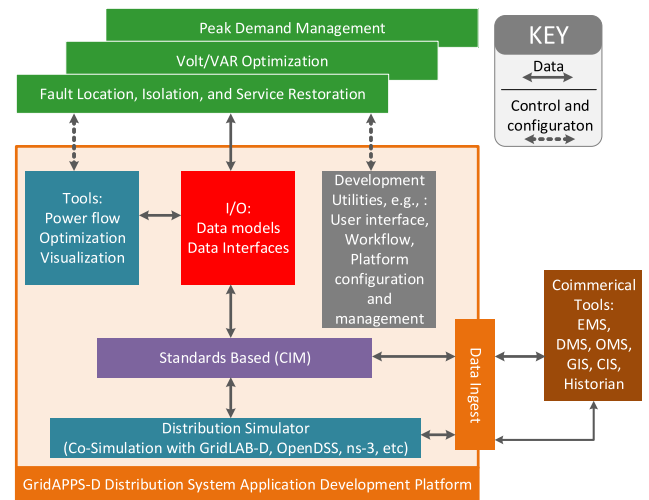 Peak Demand Management
Volt/VAR Optimization
Fault Location, Isolation, and Service Restoration
KEY
Data
Control and
configuraton
Tools:
Power flow
Optimization
Visualization
I/O:
Data models
Data Interfaces
Development
Utilities, e.g., :
User interface,
Workflow,
Platform
configuration
and
management
Coimmerical
Tools:
EMS,
DMS, OMS,
GIS, CIS,
Historian
Standards Based (CIM)
Data Ingest
Distribution Simulator
(Co-Simulation with GridLAB-D, OpenDSS, ns-3, etc)
GridAPPS-D Distribution System Application Development Platform